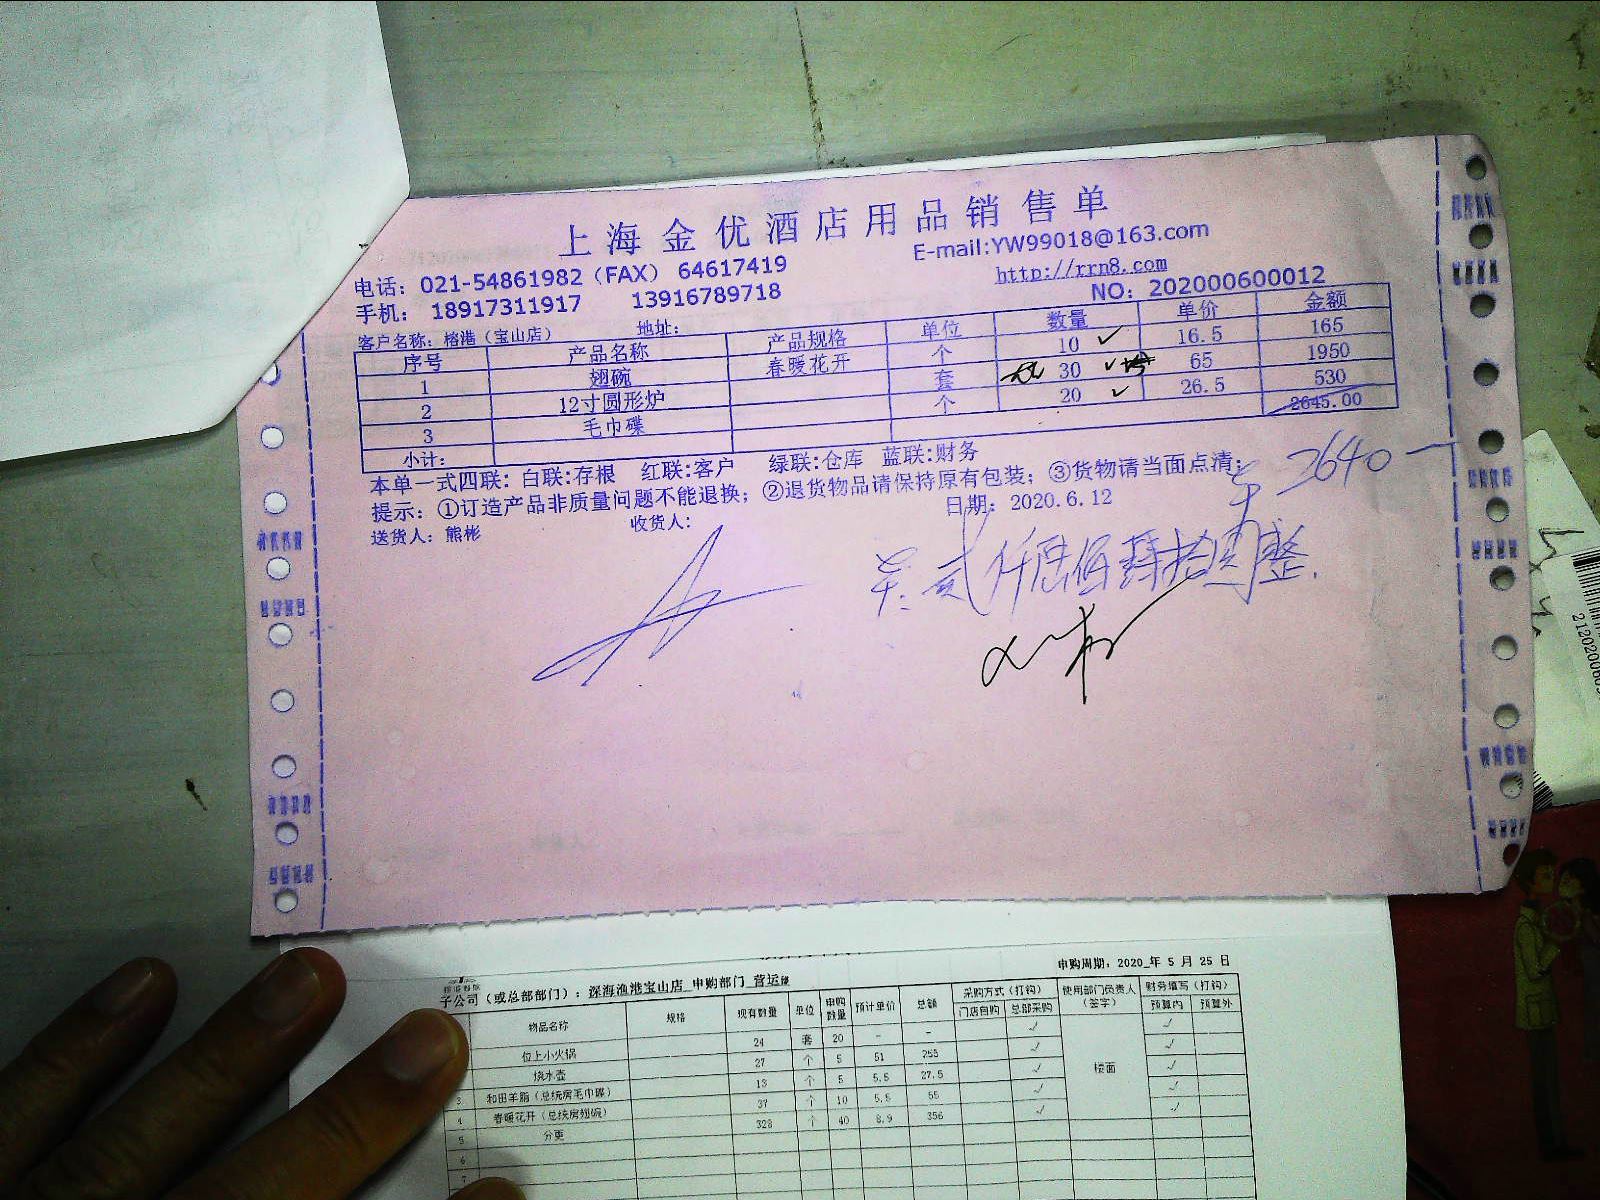 上海金优酒店用品销售单
电话：021-54861982（FAX） 64617419 E-mail:YW99018@163.com
手机： 18917311917 13916789718 http://rrn8.com
NO：202000600012
客户名称：榕港（宝山店） 地址：
序号 产品名称 产品规格 单位 数量 单价 金额
1 翅碗 春暖花开 个 10 ✓ 16.5 165
2 12寸圆形炉 套 30 ✓ 65 1950
3 毛巾碟 个 20 ✓ 26.5 530
小计： 2645.00
2640
本单一式四联：白联:存根 红联:客户 绿联:仓库 蓝联:财务
提示：①订造产品非质量问题不能退换；②退货物品请保持原有包装；③货物请当面点清；
送货人：熊彬 收货人： 日期：2020.6.12
申购周期：2020 年 5 月 25 日
子公司（或总部部门）：深海渔港宝山店 申购部门 营运
物品名称 规格 现有数量 单位 申购数量 预计单价 总额 采购方式（打钩） 门店自购 总部采购 使用部门负责人（签字） 财务填写（打钩） 预算内 预算外
位上小火锅 24 套 20 - - ✓ ✓
烧水壶 27 个 5 51 255 ✓ ✓
3 和田羊脂（总统房毛巾碟） 13 个 5 5.5 27.5 ✓ 楼面 ✓
4 春暖花开（总统房翅碗） 37 个 10 5.5 55 ✓ ✓
5 分更 328 个 40 8.9 356 ✓ ✓
6
7